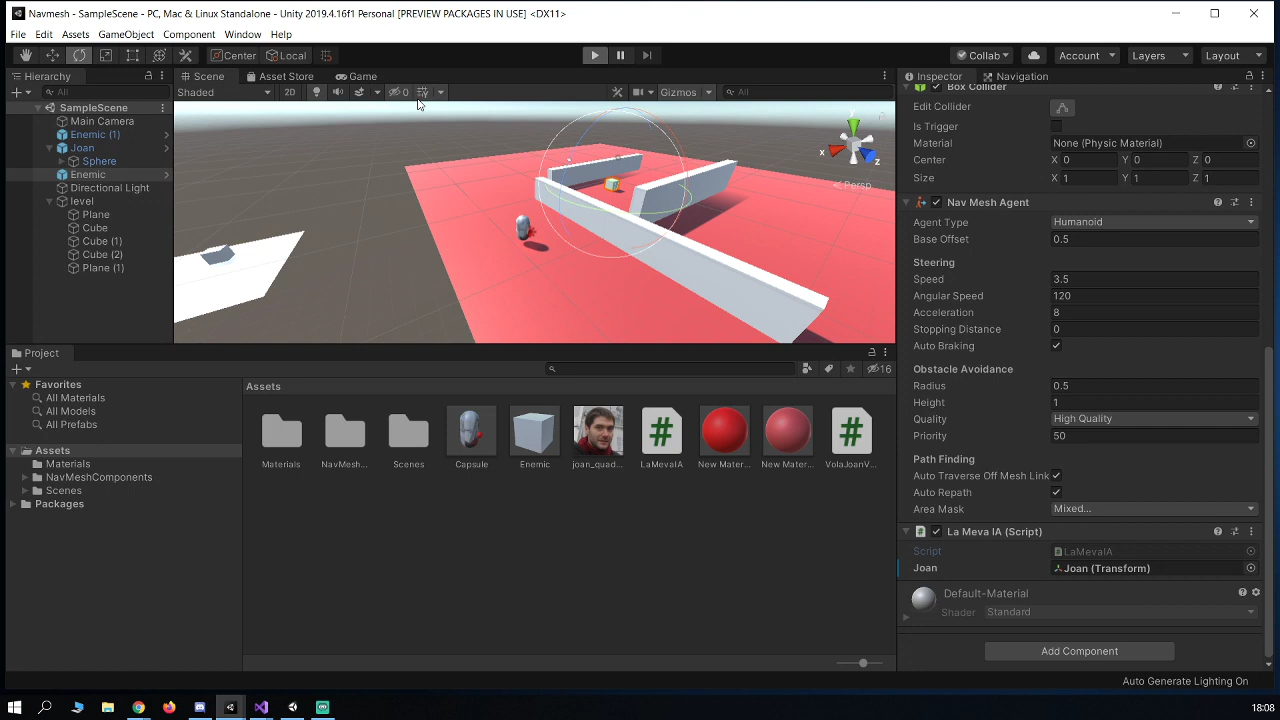 Navmesh - SampleScene - PC, Mac & Linux Standalone - Unity 2019.4.16f1 Personal [PREVIEW PACKAGES IN USE] <DX11>
File Edit Assets GameObject Component Window Help
Center Local Collab Account Layers Layout
Hierarchy Scene Asset Store Game Inspector Navigation
All Shaded 2D 0 Gizmos All
SampleScene
Main Camera
Enemic (1)
Joan
Sphere
Enemic
Directional Light
level
Plane
Cube
Cube (1)
Cube (2)
Plane (1)
y
x
z
Persp
Box Collider
Edit Collider
Is Trigger
Material None (Physic Material)
Center X 0 Y 0 Z 0
Size X 1 Y 1 Z 1
Nav Mesh Agent
Agent Type Humanoid
Base Offset 0.5
Steering
Speed 3.5
Angular Speed 120
Acceleration 8
Stopping Distance 0
Auto Braking
Obstacle Avoidance
Radius 0.5
Height 1
Quality High Quality
Priority 50
Path Finding
Auto Traverse Off Mesh Link
Auto Repath
Area Mask Mixed...
La Meva IA (Script)
Script LaMevaIA
Joan Joan (Transform)
Default-Material
Shader Standard
Add Component
Project
16
Favorites
All Materials
All Models
All Prefabs
Assets
Materials
NavMeshComponents
Scenes
Packages
Assets
Materials NavMesh... Scenes Capsule Enemic joan_quad... LaMevaIA New Mater... New Mater... VolaJoanV...
Auto Generate Lighting On
18:08